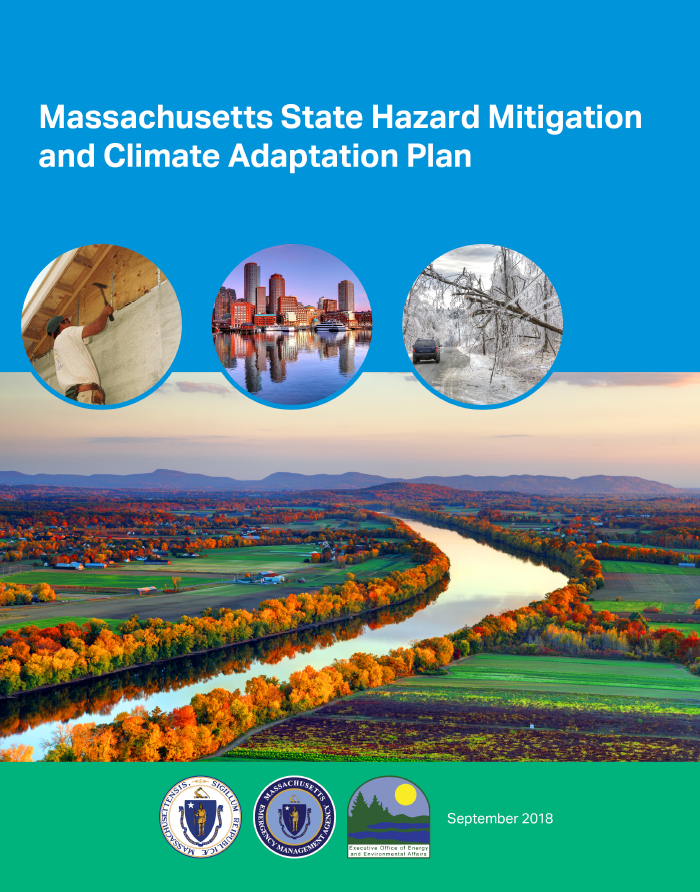 Massachusetts State Hazard Mitigation
and Climate Adaptation Plan
SIGILLUM REIPUBLICÆ MASSACHUSETTENSIS
MASSACHUSETTS
EMERGENCY MANAGEMENT AGENCY
Executive Office of Energy
and Environmental Affairs
September 2018